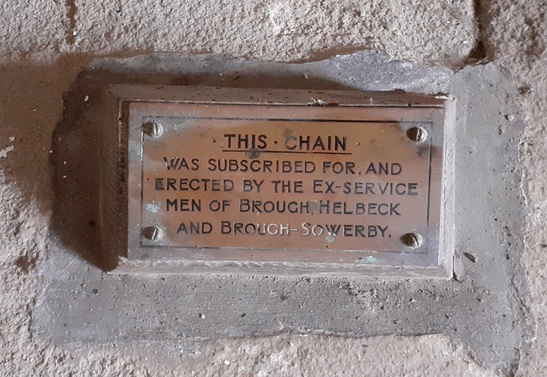 THIS · CHAIN
WAS SUBSCRIBED FOR, AND
ERECTED BY THE EX-SERVICE
MEN OF BROUGH, HELBECK
AND BROUGH-SOWERBY.